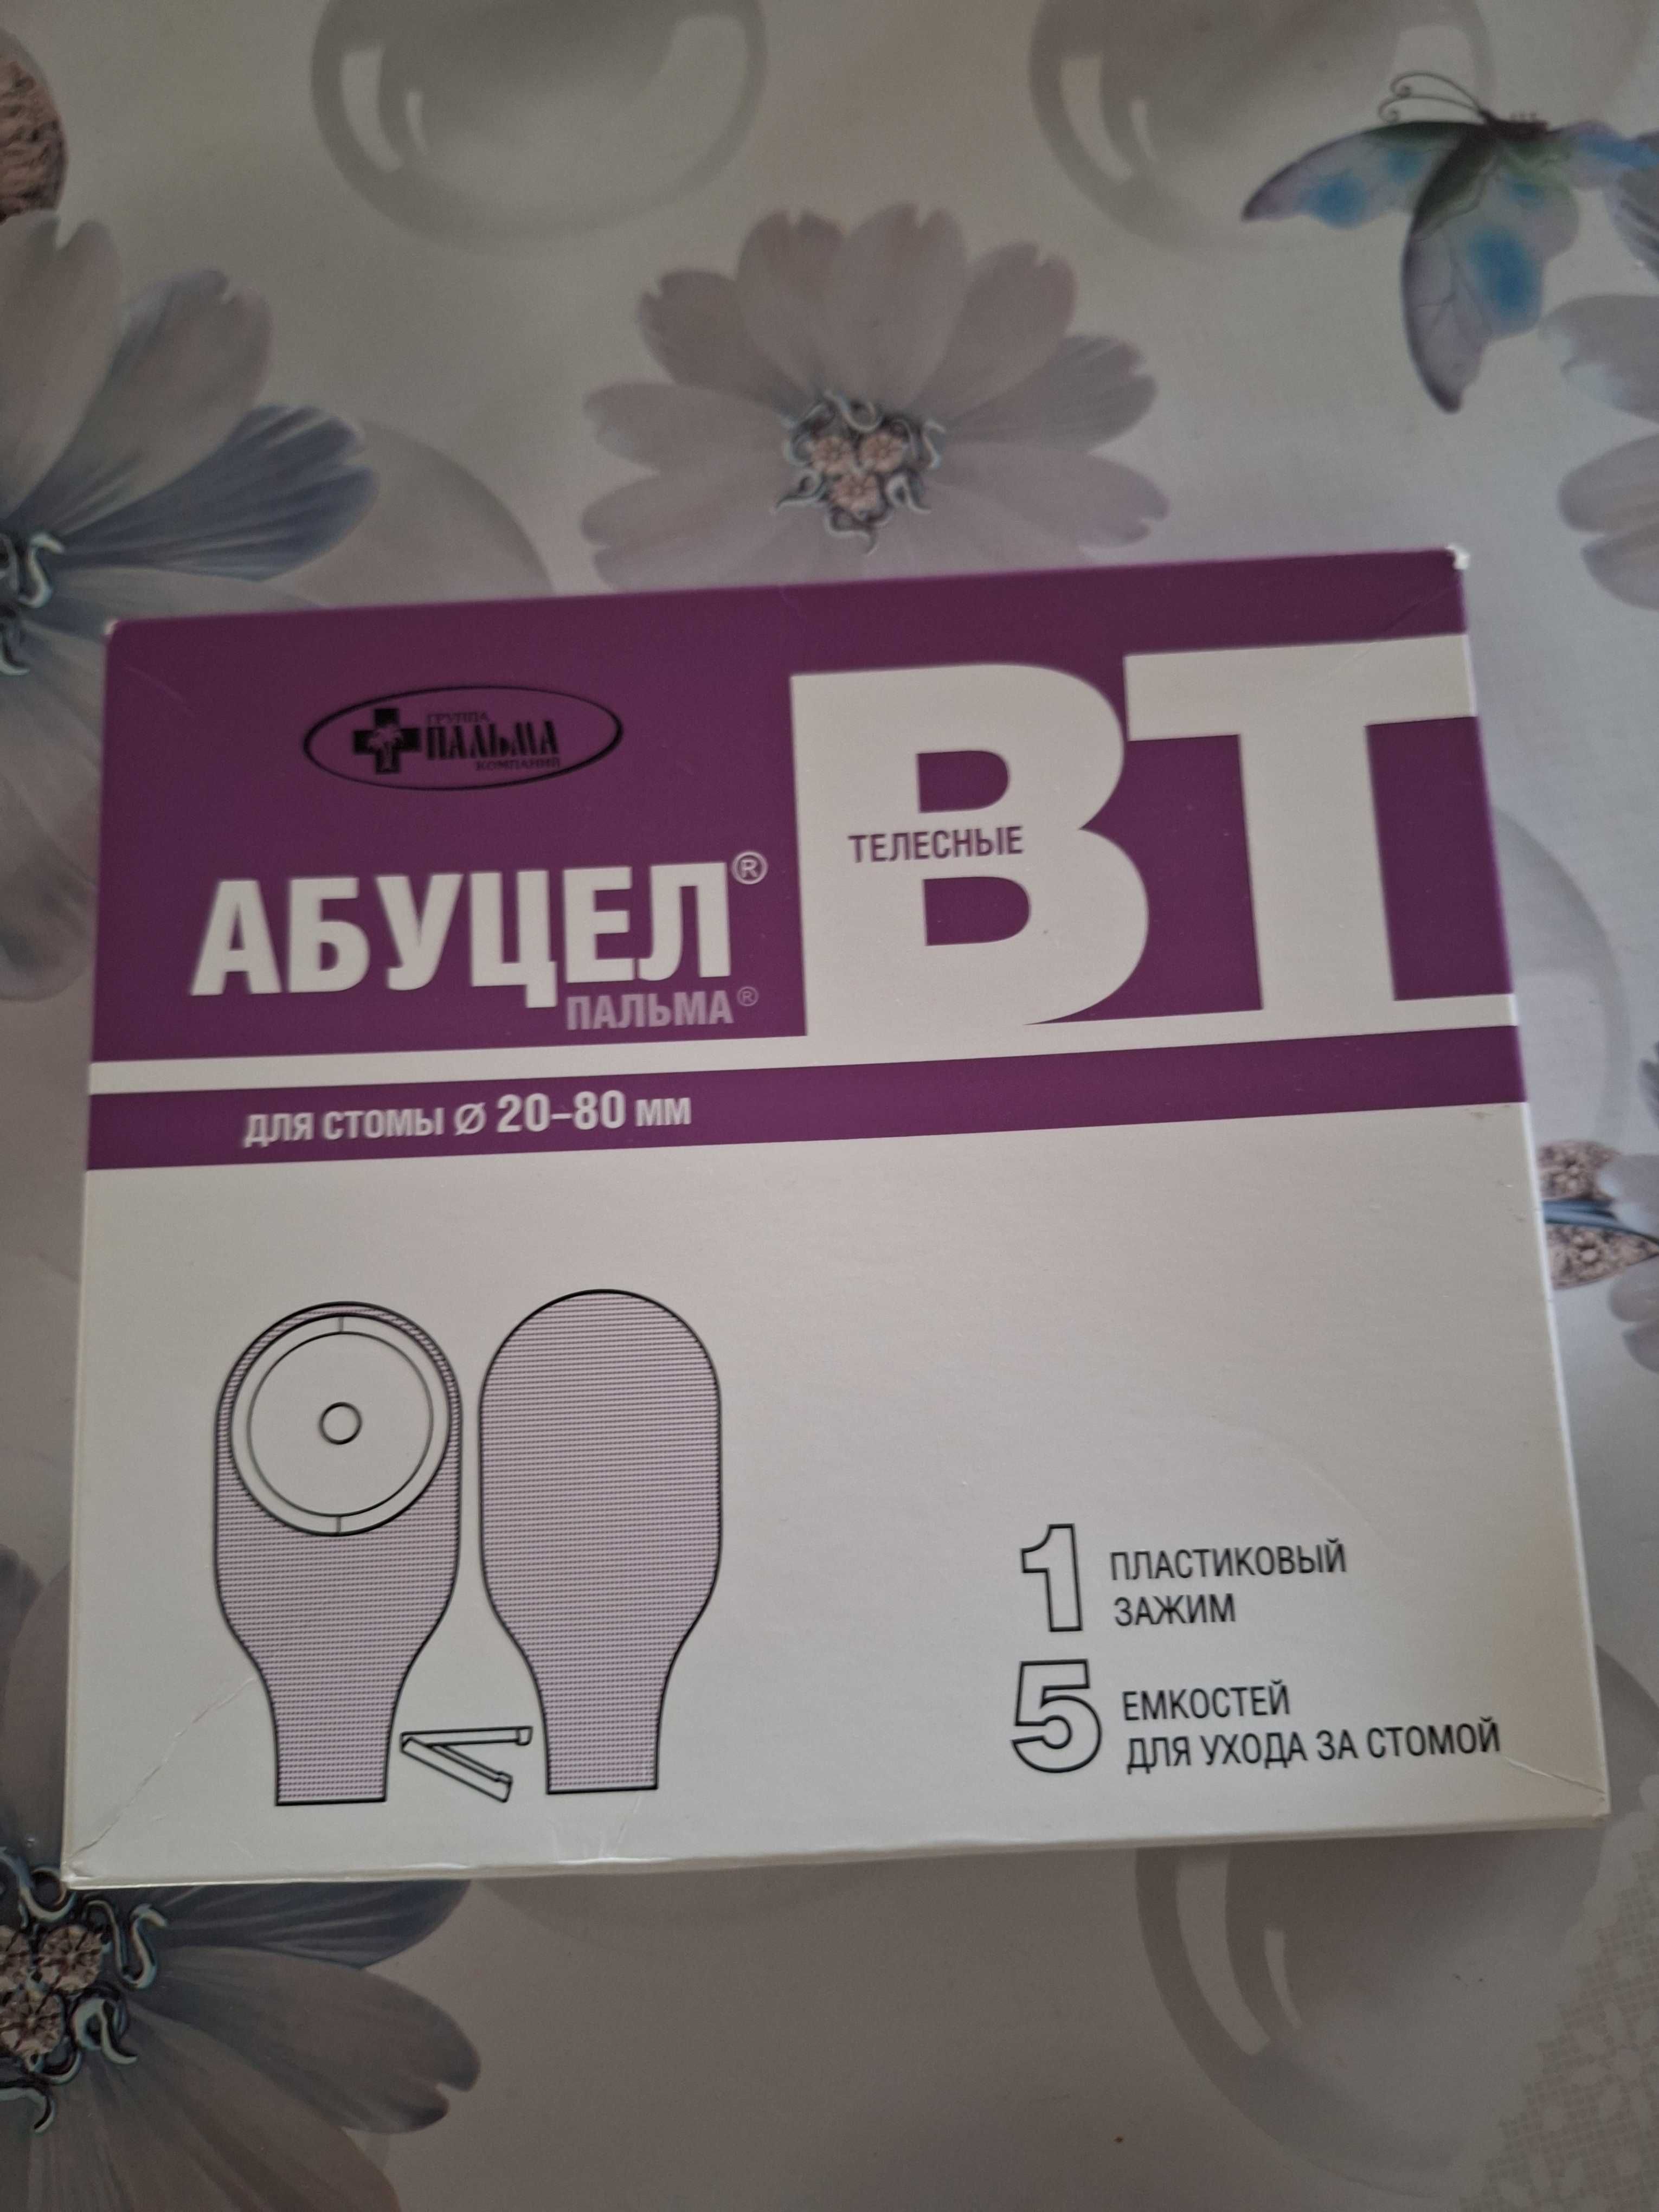 ГРУППА
ПАЛЬМА
КОМПАНИЙ
АБУЦЕЛ®
ПАЛЬМА®
ВТ
ТЕЛЕСНЫЕ
ДЛЯ СТОМЫ Ø 20–80 ММ
1 ПЛАСТИКОВЫЙ
ЗАЖИМ
5 ЕМКОСТЕЙ
ДЛЯ УХОДА ЗА СТОМОЙ